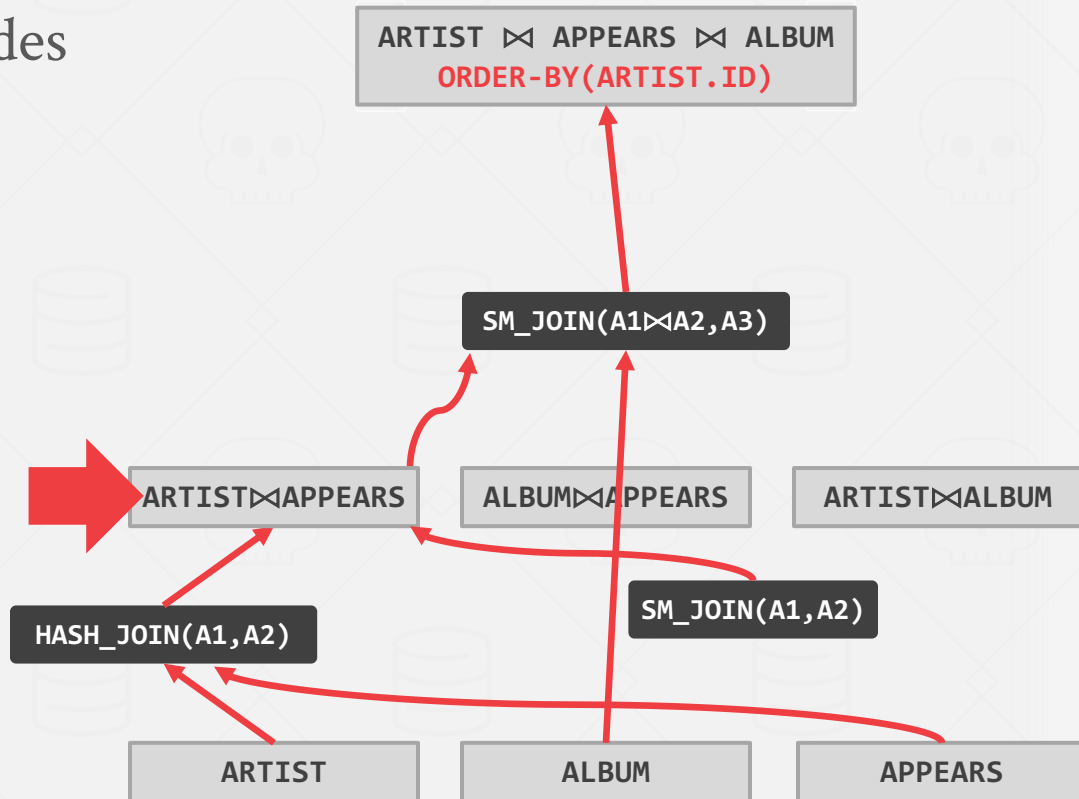 des
ARTIST ⋈ APPEARS ⋈ ALBUM
ORDER-BY(ARTIST.ID)
SM_JOIN(A1⋈A2,A3)
ARTIST⋈APPEARS
ALBUM⋈APPEARS
ARTIST⋈ALBUM
SM_JOIN(A1,A2)
HASH_JOIN(A1,A2)
ARTIST
ALBUM
APPEARS